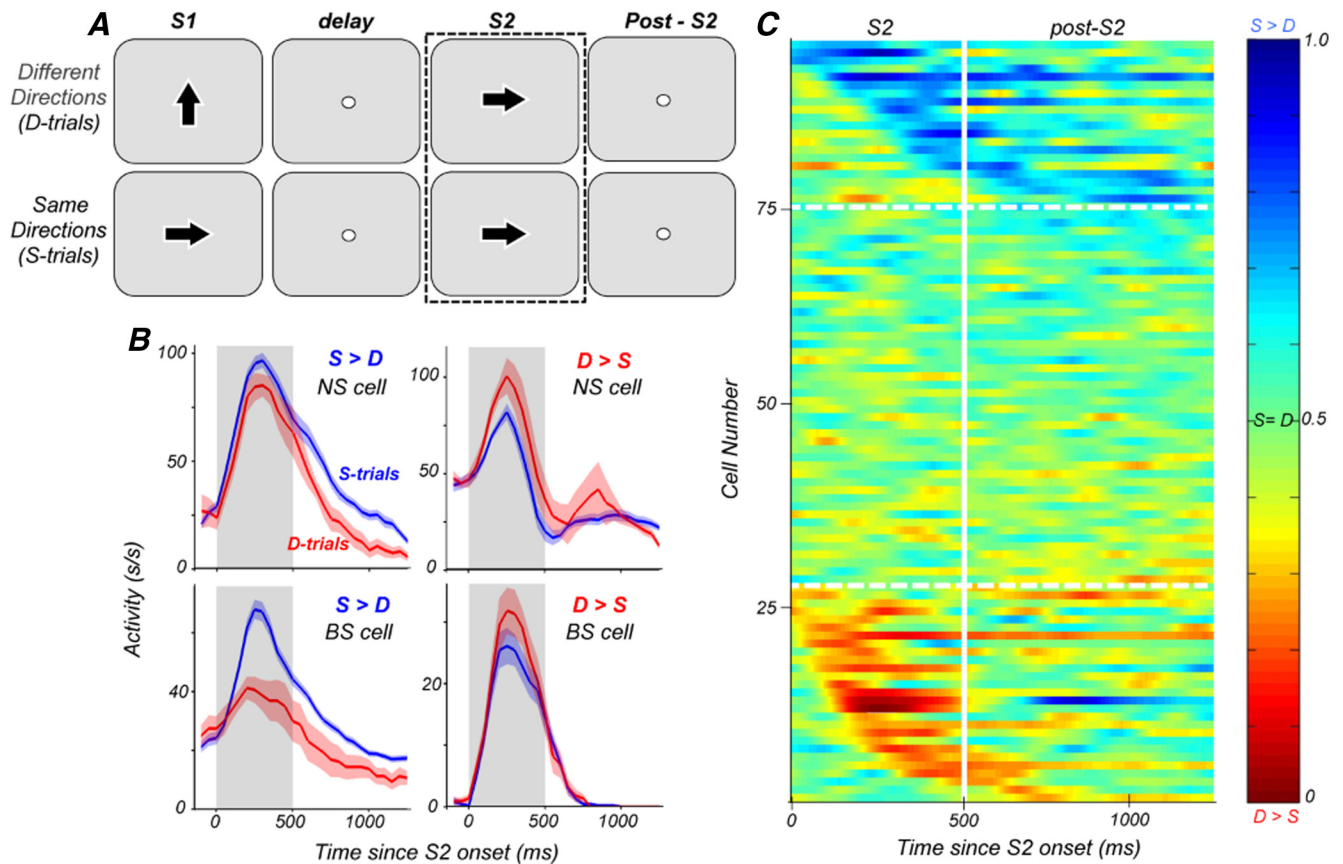 A
S1
delay
S2
Post - S2
Different
Directions
(D-trials)
Same
Directions
(S-trials)
B
S > D
NS cell
S-trials
D-trials
100
50
0
D > S
NS cell
100
50
0
S > D
BS cell
40
0
0
500
1000
D > S
BS cell
20
0
0
500
1000
Activity (s/s)
Time since S2 onset (ms)
C
S2
post-S2
75
50
25
Cell Number
0
500
1000
Time since S2 onset (ms)
S > D
1.0
S= D
0.5
0
D > S